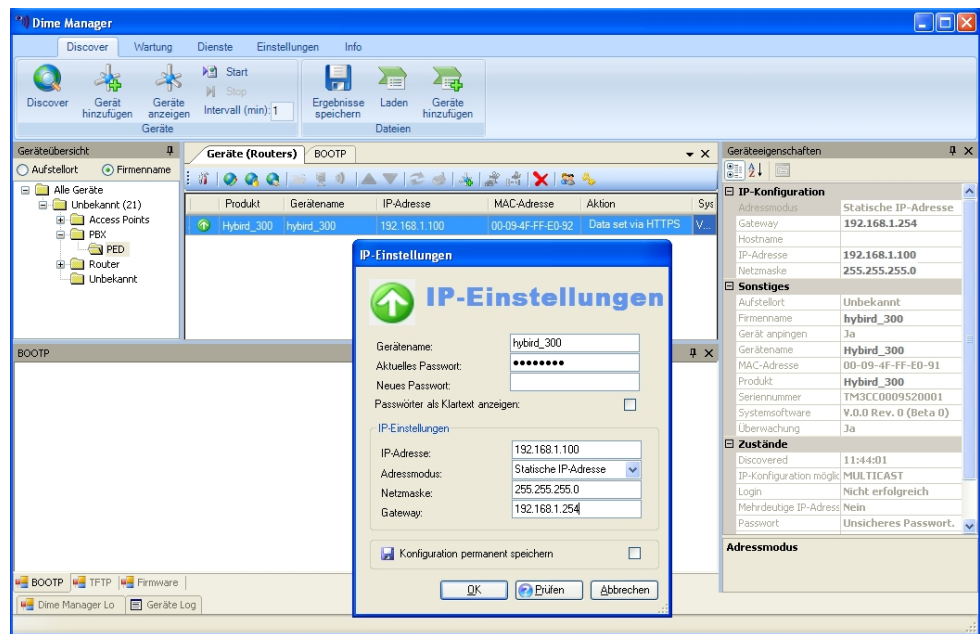 Dime Manager
Discover Wartung Dienste Einstellungen Info
Discover
Gerät hinzufügen
Geräte anzeigen
Start
Stop
Intervall (min): 1
Geräte
Ergebnisse speichern
Laden
Geräte hinzufügen
Dateien
Geräteübersicht
Aufstellort Firmenname
Alle Geräte
Unbekannt (21)
Access Points
PBX
PED
Router
Unbekannt
Geräte (Routers) BOOTP
Produkt Gerätename IP-Adresse MAC-Adresse Aktion Sys
Hybird_300 hybird_300 192.168.1.100 00-09-4F-FF-E0-92 Data set via HTTPS V...
BOOTP
IP-Einstellungen
IP-Einstellungen
Gerätename: hybird_300
Aktuelles Passwort: ••••••••
Neues Passwort:
Passwörter als Klartext anzeigen:
IP-Einstellungen
IP-Adresse: 192.168.1.100
Adressmodus: Statische IP-Adresse
Netzmaske: 255.255.255.0
Gateway: 192.168.1.254
Konfiguration permanent speichern
OK Prüfen Abbrechen
Geräteeigenschaften
IP-Konfiguration
Adressmodus Statische IP-Adresse
Gateway 192.168.1.254
Hostname
IP-Adresse 192.168.1.100
Netzmaske 255.255.255.0
Sonstiges
Aufstellort Unbekannt
Firmenname hybird_300
Gerät anpingen Ja
Gerätename Hybird_300
MAC-Adresse 00-09-4F-FF-E0-91
Produkt Hybird_300
Seriennummer TM3CC0009520001
Systemsoftware V.0.0 Rev. 0 (Beta 0)
Überwachung Ja
Zustände
Discovered 11:44:01
IP-Konfiguration möglic MULTICAST
Login Nicht erfolgreich
Mehrdeutige IP-Adress Nein
Passwort Unsicheres Passwort.
Adressmodus
BOOTP TFTP Firmware
Dime Manager Lo Geräte Log